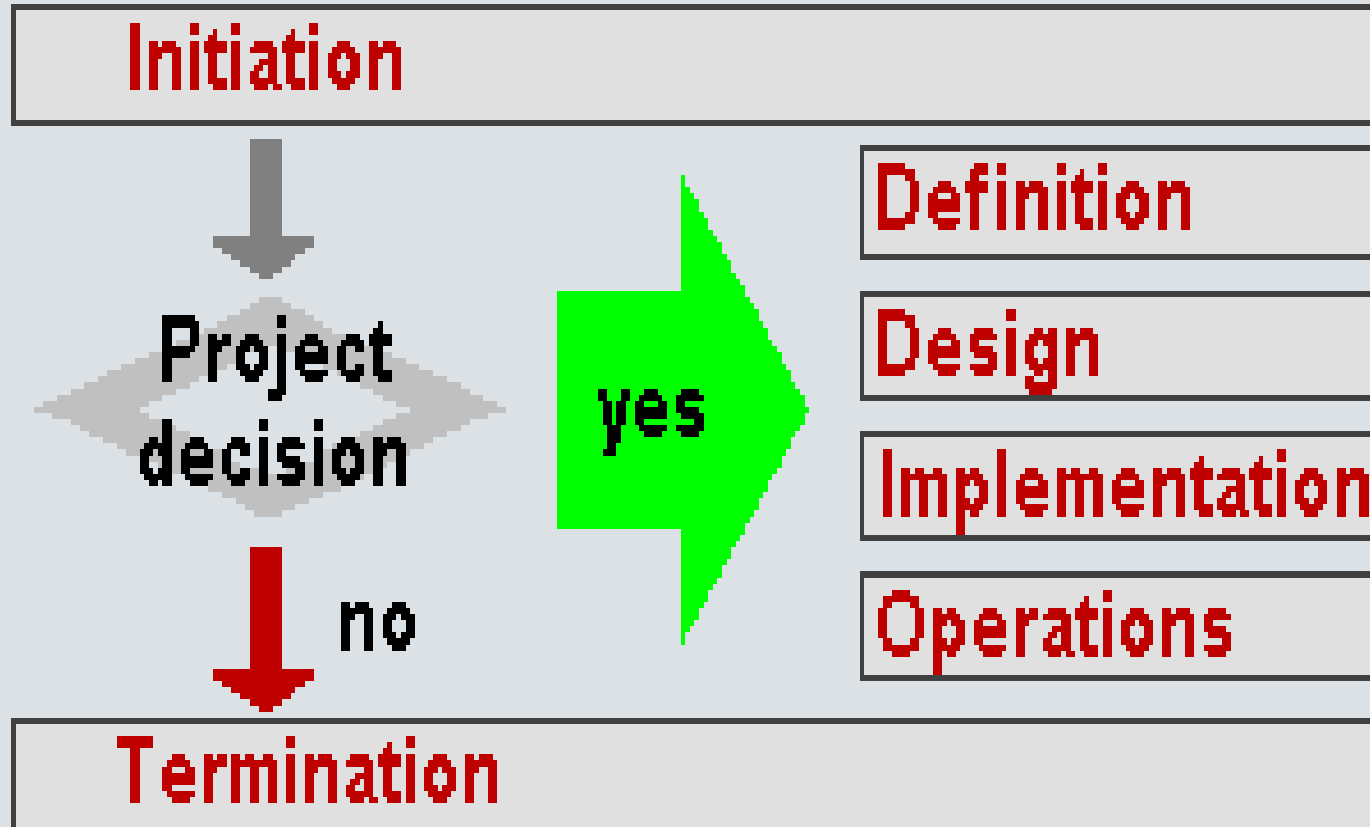 Initiation
Project
decision
yes
no
Definition
Design
Implementation
Operations
Termination